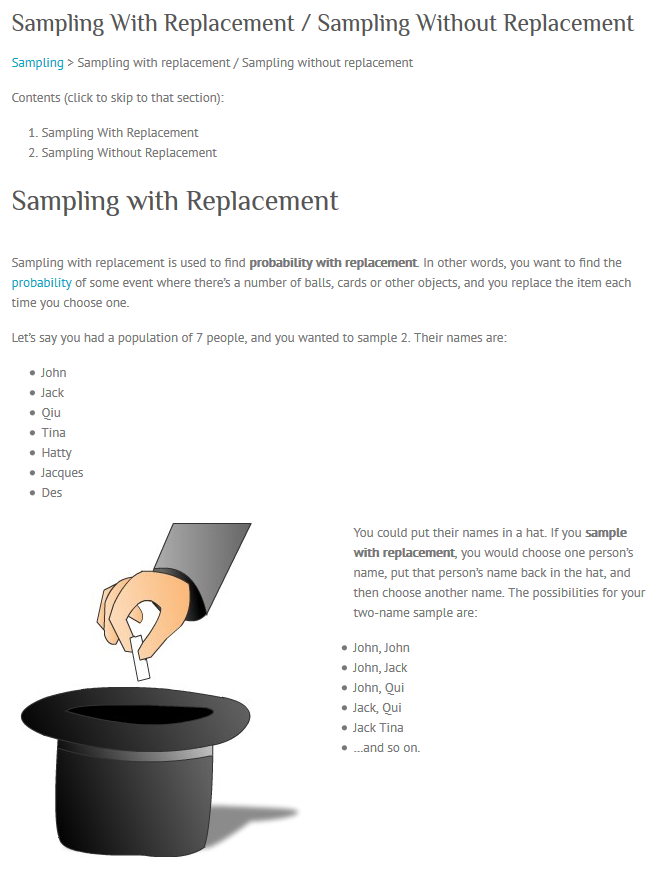 Sampling With Replacement / Sampling Without Replacement
Sampling > Sampling with replacement / Sampling without replacement
Contents (click to skip to that section):
1. Sampling With Replacement
2. Sampling Without Replacement
Sampling with Replacement
Sampling with replacement is used to find probability with replacement. In other words, you want to find the
probability of some event where there's a number of balls, cards or other objects, and you replace the item each
time you choose one.
Let's say you had a population of 7 people, and you wanted to sample 2. Their names are:
• John
• Jack
• Qiu
• Tina
• Hatty
• Jacques
• Des
You could put their names in a hat. If you sample
with replacement, you would choose one person's
name, put that person's name back in the hat, and
then choose another name. The possibilities for your
two-name sample are:
• John, John
• John, Jack
• John, Qui
• Jack, Qui
• Jack Tina
• …and so on.